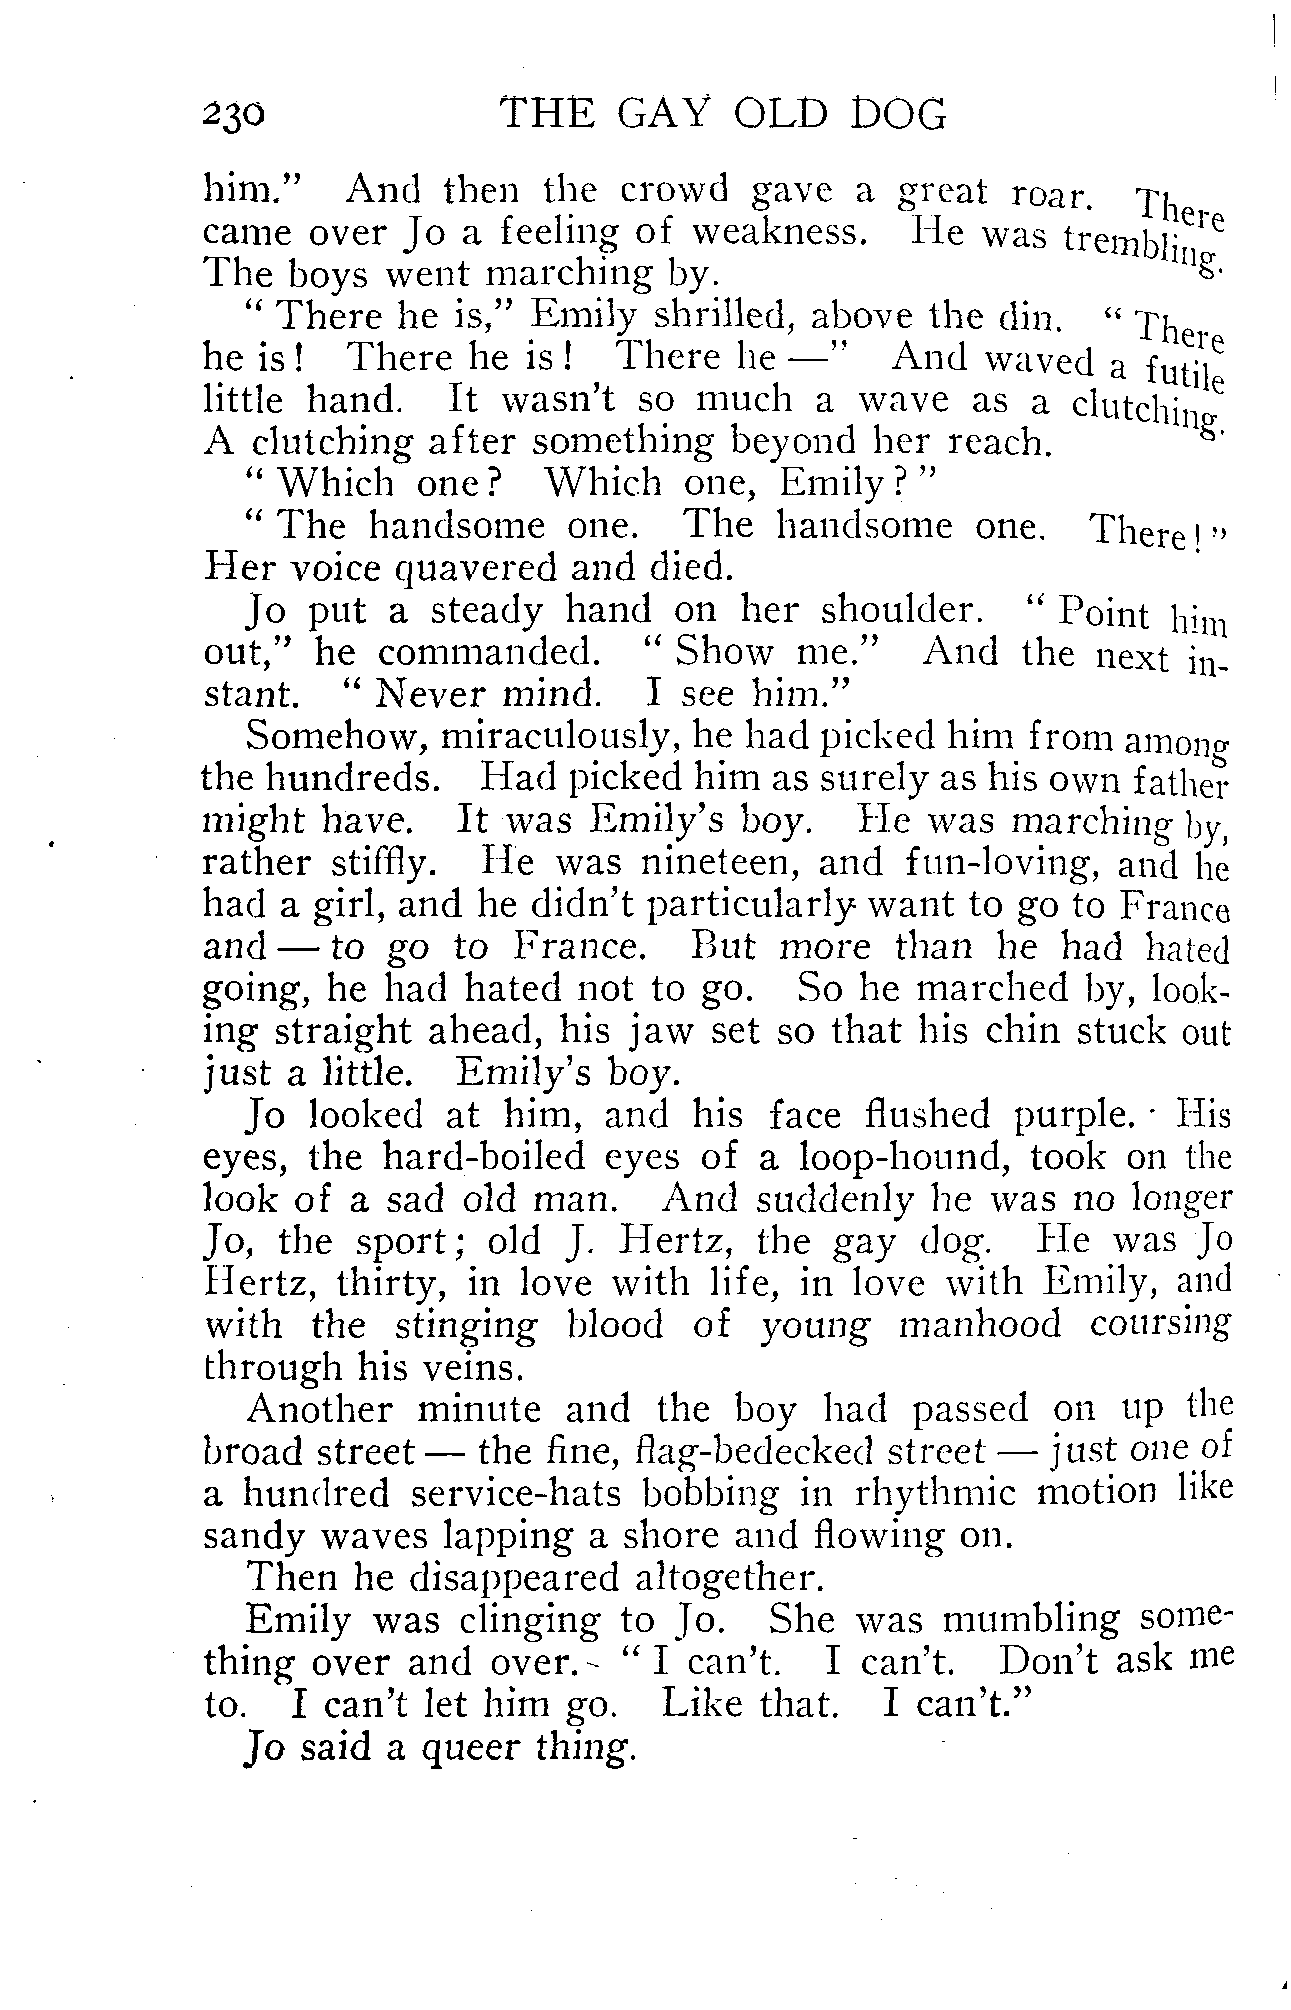 230 THE GAY OLD DOG
him." And then the crowd gave a great roar. There
came over Jo a feeling of weakness. He was trembling.
The boys went marching by.
" There he is," Emily shrilled, above the din. " There
he is! There he is! There he —" And waved a futile
little hand. It wasn't so much a wave as a clutching.
A clutching after something beyond her reach.
" Which one? Which one, Emily? "
" The handsome one. The handsome one. There! "
Her voice quavered and died.
Jo put a steady hand on her shoulder. " Point him
out," he commanded. " Show me." And the next in-
stant. " Never mind. I see him."
Somehow, miraculously, he had picked him from among
the hundreds. Had picked him as surely as his own father
might have. It was Emily's boy. He was marching by,
rather stiffly. He was nineteen, and fun-loving, and he
had a girl, and he didn't particularly want to go to France
and — to go to France. But more than he had hated
going, he had hated not to go. So he marched by, look-
ing straight ahead, his jaw set so that his chin stuck out
just a little. Emily's boy.
Jo looked at him, and his face flushed purple. His
eyes, the hard-boiled eyes of a loop-hound, took on the
look of a sad old man. And suddenly he was no longer
Jo, the sport; old J. Hertz, the gay dog. He was Jo
Hertz, thirty, in love with life, in love with Emily, and
with the stinging blood of young manhood coursing
through his veins.
Another minute and the boy had passed on up the
broad street — the fine, flag-bedecked street — just one of
a hundred service-hats bobbing in rhythmic motion like
sandy waves lapping a shore and flowing on.
Then he disappeared altogether.
Emily was clinging to Jo. She was mumbling some-
thing over and over. " I can't. I can't. Don't ask me
to. I can't let him go. Like that. I can't."
Jo said a queer thing.